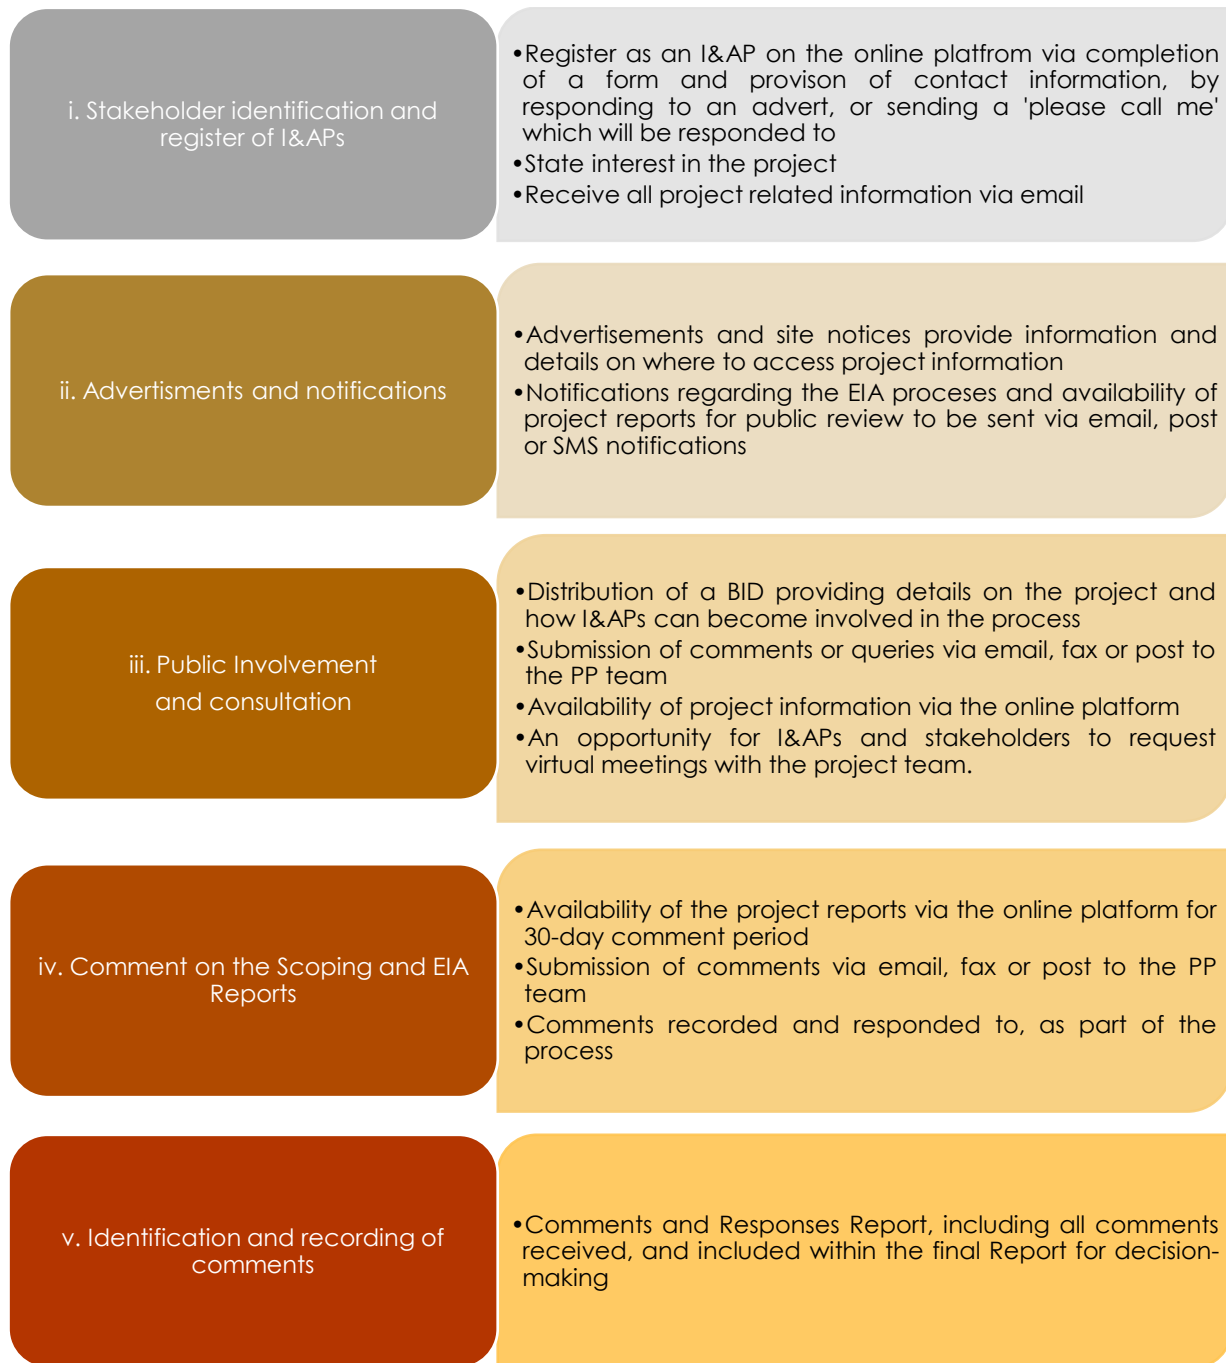 i. Stakeholder identification and
register of I&APs
•Register as an I&AP on the online platfrom via completion
of a form and provison of contact information, by
responding to an advert, or sending a 'please call me'
which will be responded to
•State interest in the project
•Receive all project related information via email
ii. Advertisments and notifications
•Advertisements and site notices provide information and
details on where to access project information
•Notifications regarding the EIA proceses and availability of
project reports for public review to be sent via email, post
or SMS notifications
iii. Public Involvement
and consultation
•Distribution of a BID providing details on the project and
how I&APs can become involved in the process
•Submission of comments or queries via email, fax or post to
the PP team
•Availability of project information via the online platform
•An opportunity for I&APs and stakeholders to request
virtual meetings with the project team.
iv. Comment on the Scoping and EIA
Reports
•Availability of the project reports via the online platform for
30-day comment period
•Submission of comments via email, fax or post to the PP
team
•Comments recorded and responded to, as part of the
process
v. Identification and recording of
comments
•Comments and Responses Report, including all comments
received, and included within the final Report for decision-
making